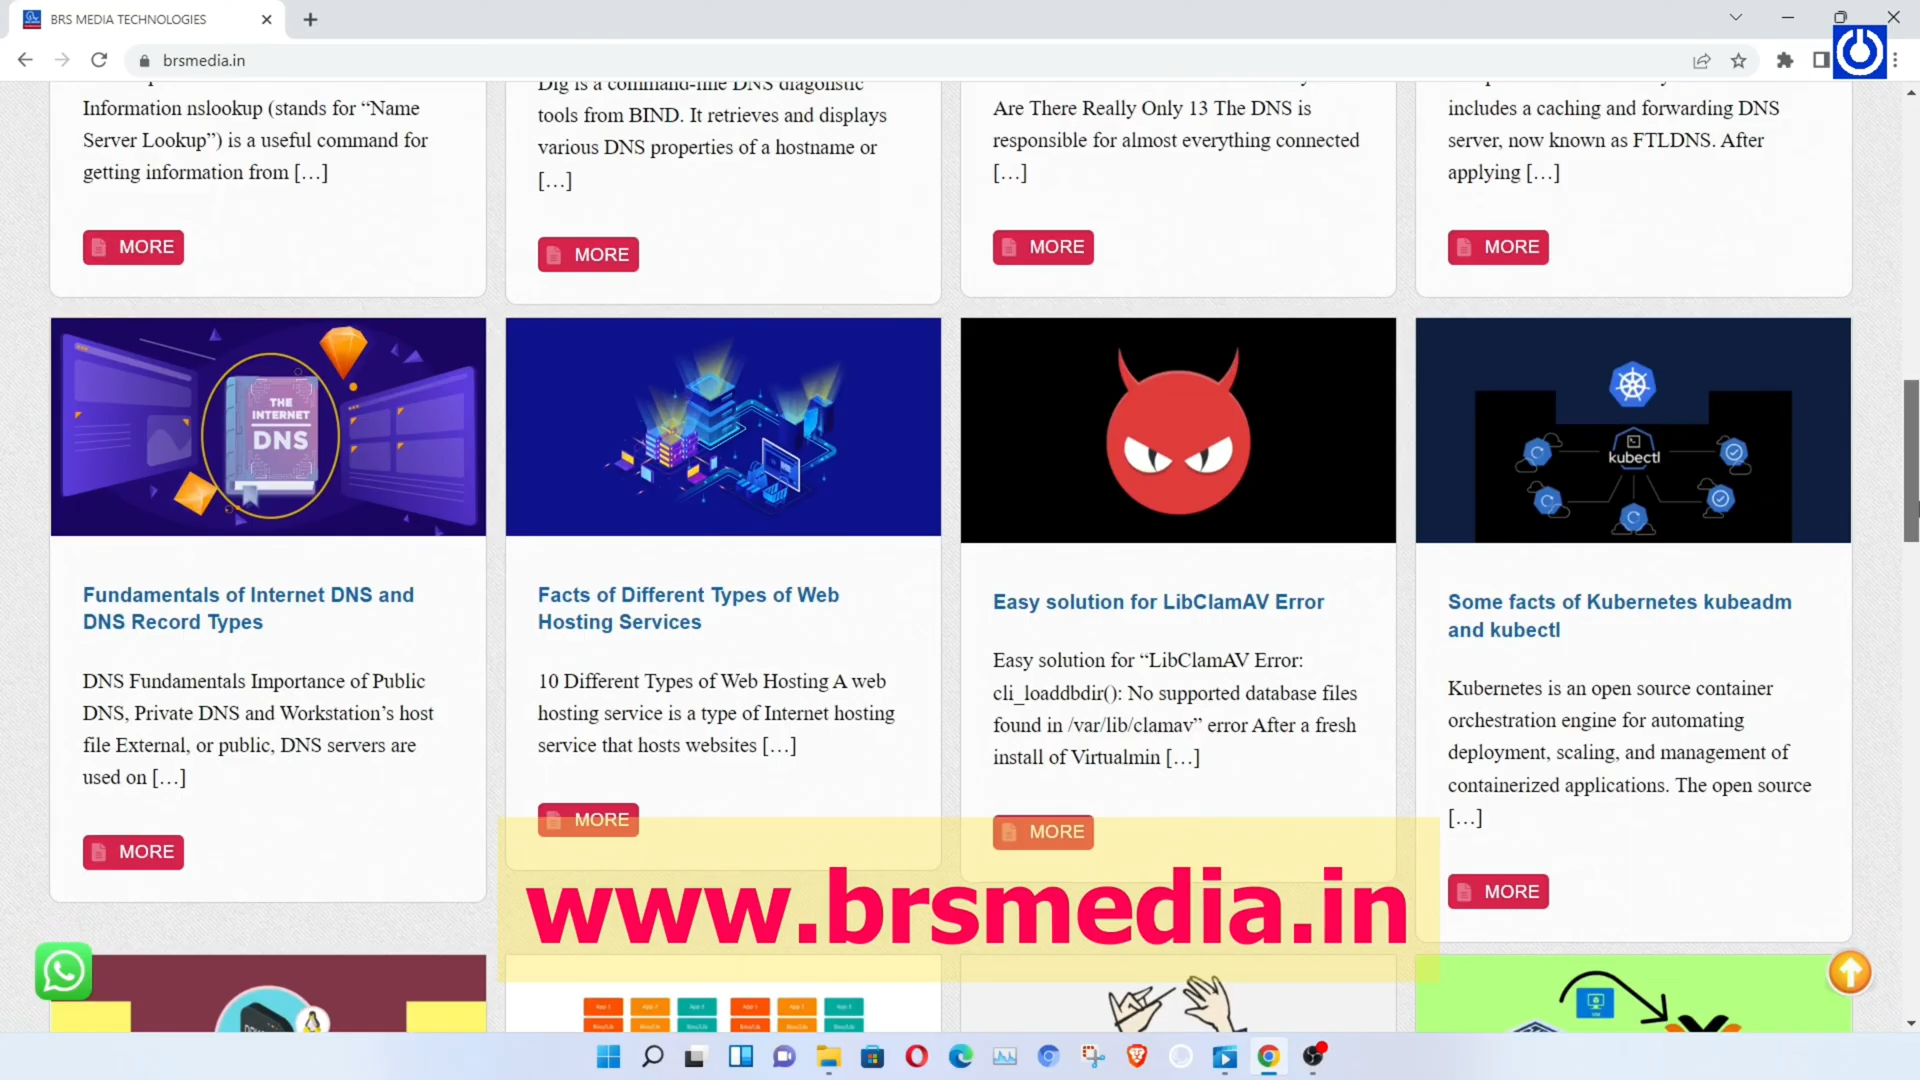 BRS MEDIA TECHNOLOGIES
brsmedia.in
Information nslookup (stands for “Name
Server Lookup”) is a useful command for
getting information from […]
MORE
Dig is a command-line DNS diagonstic
tools from BIND. It retrieves and displays
various DNS properties of a hostname or
[…]
MORE
Are There Really Only 13 The DNS is
responsible for almost everything connected
[…]
MORE
includes a caching and forwarding DNS
server, now known as FTLDNS. After
applying […]
MORE
THE
INTERNET
DNS
Fundamentals of Internet DNS and
DNS Record Types
DNS Fundamentals Importance of Public
DNS, Private DNS and Workstation’s host
file External, or public, DNS servers are
used on […]
MORE
Facts of Different Types of Web
Hosting Services
10 Different Types of Web Hosting A web
hosting service is a type of Internet hosting
service that hosts websites […]
MORE
Easy solution for LibClamAV Error
Easy solution for “LibClamAV Error:
cli_loaddbdir(): No supported database files
found in /var/lib/clamav” error After a fresh
install of Virtualmin […]
MORE
kubectl
Some facts of Kubernetes kubeadm
and kubectl
Kubernetes is an open source container
orchestration engine for automating
deployment, scaling, and management of
containerized applications. The open source
[…]
MORE
www.brsmedia.in